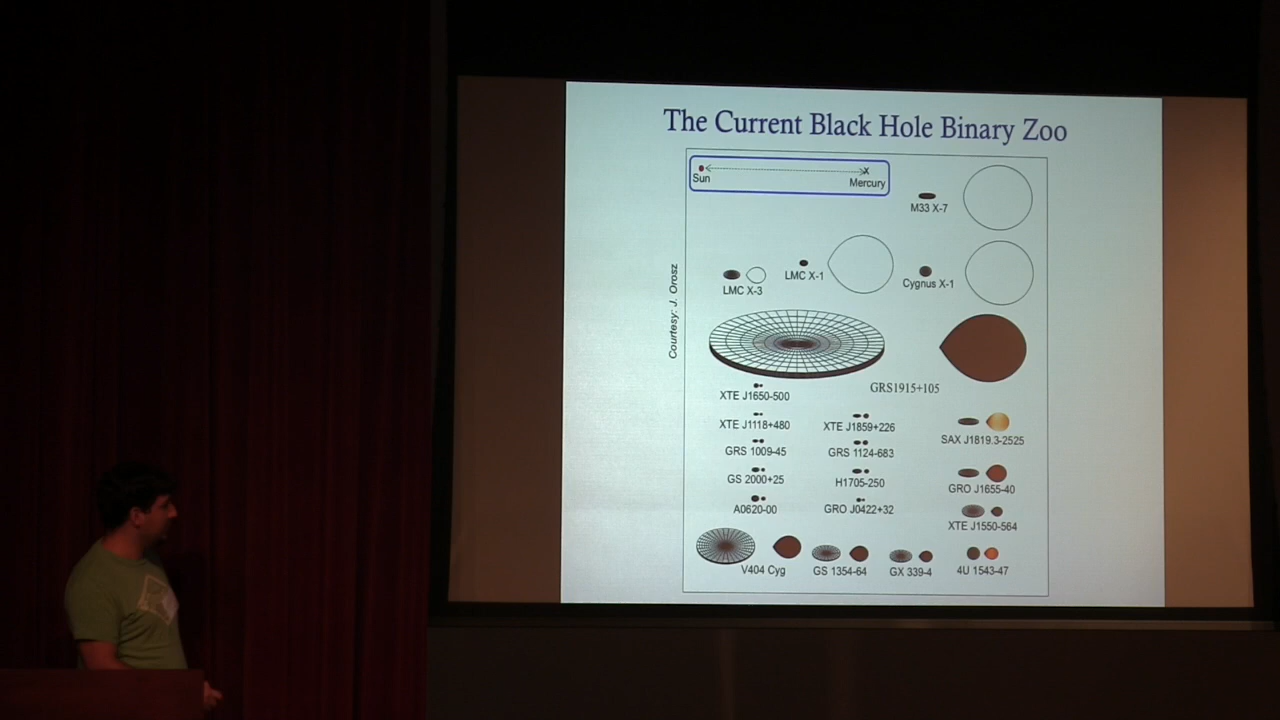 The Current Black Hole Binary Zoo
Sun
Mercury
M33 X-7
LMC X-3
LMC X-1
Cygnus X-1
Courtesy: J. Orosz
GRS1915+105
XTE J1650-500
XTE J1118+480
XTE J1859+226
SAX J1819.3-2525
GRS 1009-45
GRS 1124-683
GS 2000+25
H1705-250
GRO J1655-40
A0620-00
GRO J0422+32
XTE J1550-564
V404 Cyg
GS 1354-64
GX 339-4
4U 1543-47